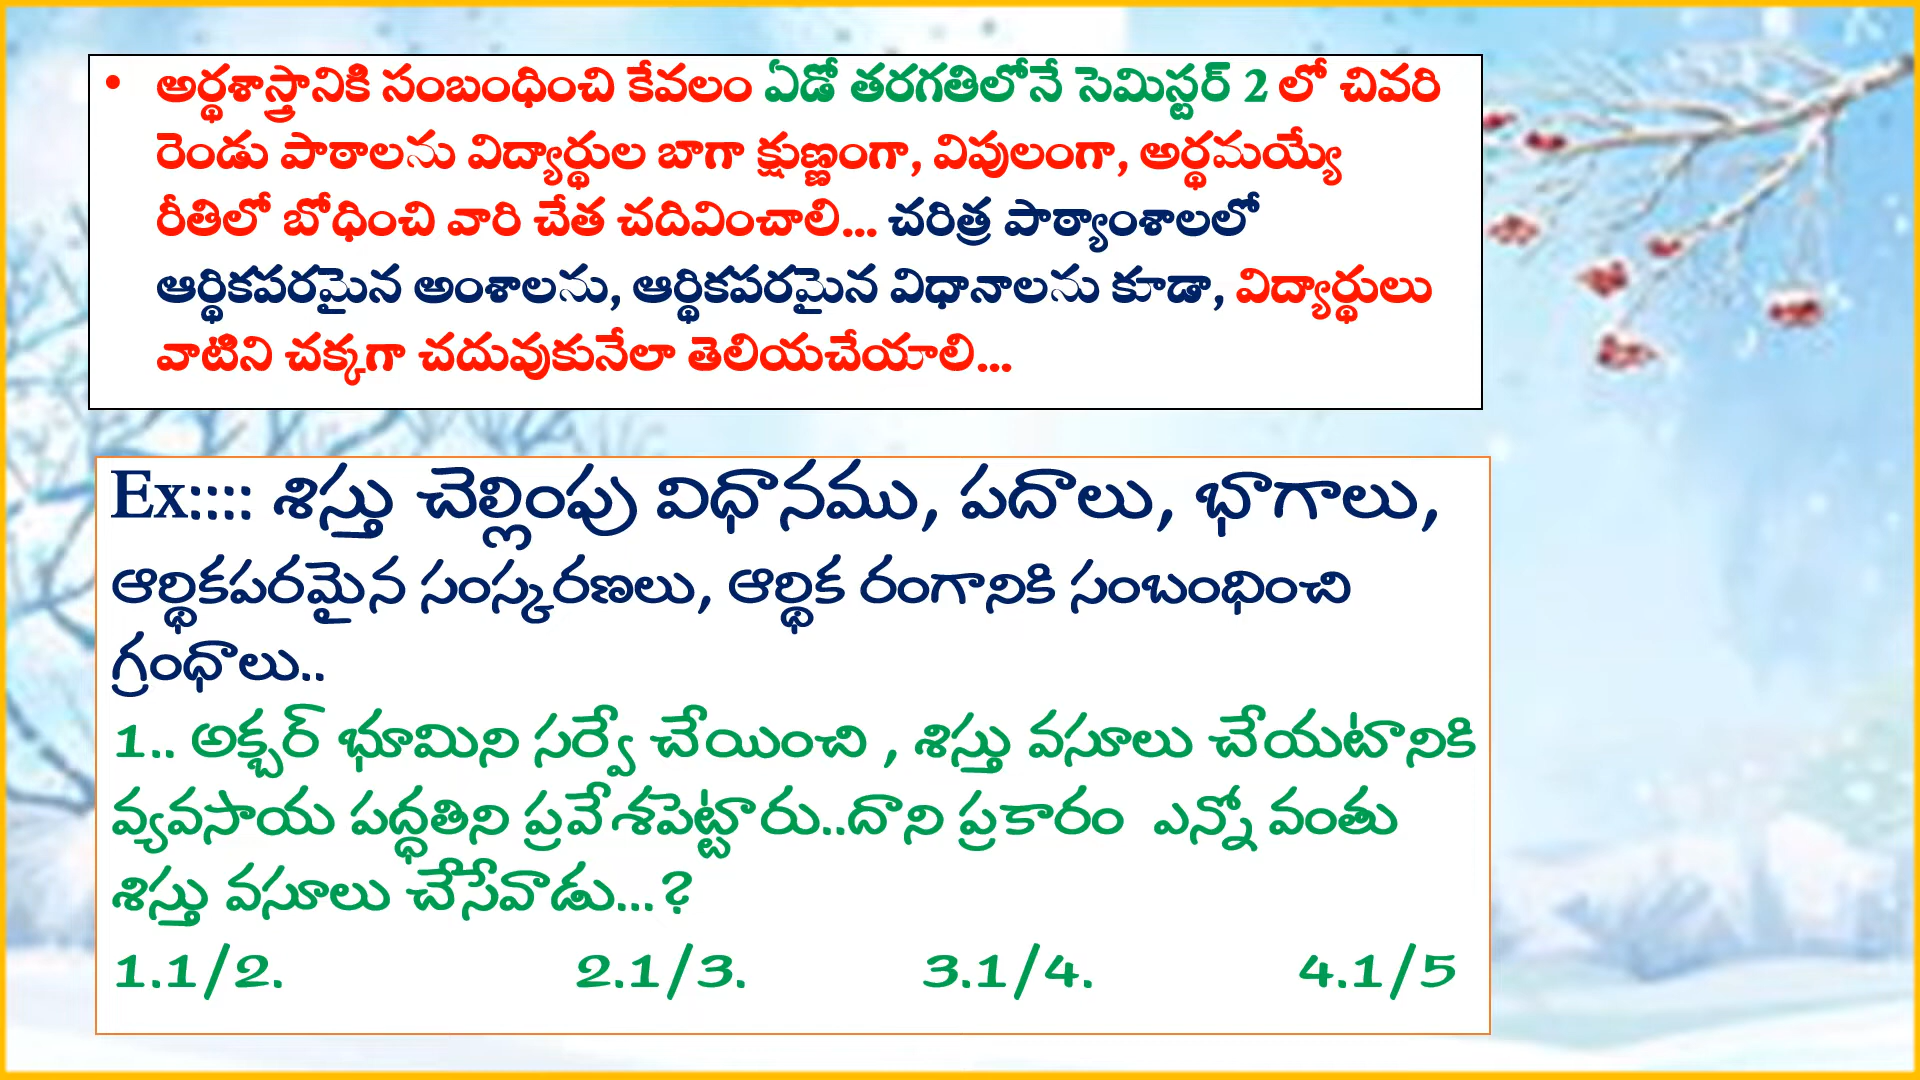 • అర్థశాస్త్రానికి సంబంధించి కేవలం ఏడో తరగతిలోనే సెమిస్టర్ 2 లో చివరి
రెండు పాఠాలను విద్యార్థుల బాగా క్షుణ్ణంగా, విపులంగా, అర్థమయ్యే
రీతిలో బోధించి వారి చేత చదివించాలి... చరిత్ర పాఠ్యాంశాలలో
ఆర్థికపరమైన అంశాలను, ఆర్థికపరమైన విధానాలను కూడా, విద్యార్థులు
వాటిని చక్కగా చదువుకునేలా తెలియచేయాలి...
Ex:::: శిస్తు చెల్లింపు విధానము, పదాలు, భాగాలు,
ఆర్థికపరమైన సంస్కరణలు, ఆర్థిక రంగానికి సంబంధించి
గ్రంధాలు..
1.. అక్బర్ భూమిని సర్వే చేయించి , శిస్తు వసూలు చేయటానికి
వ్యవసాయ పద్ధతిని ప్రవేశపెట్టారు..దాని ప్రకారం ఎన్నో వంతు
శిస్తు వసూలు చేసేవాడు...?
1.1/2. 2.1/3. 3.1/4. 4.1/5